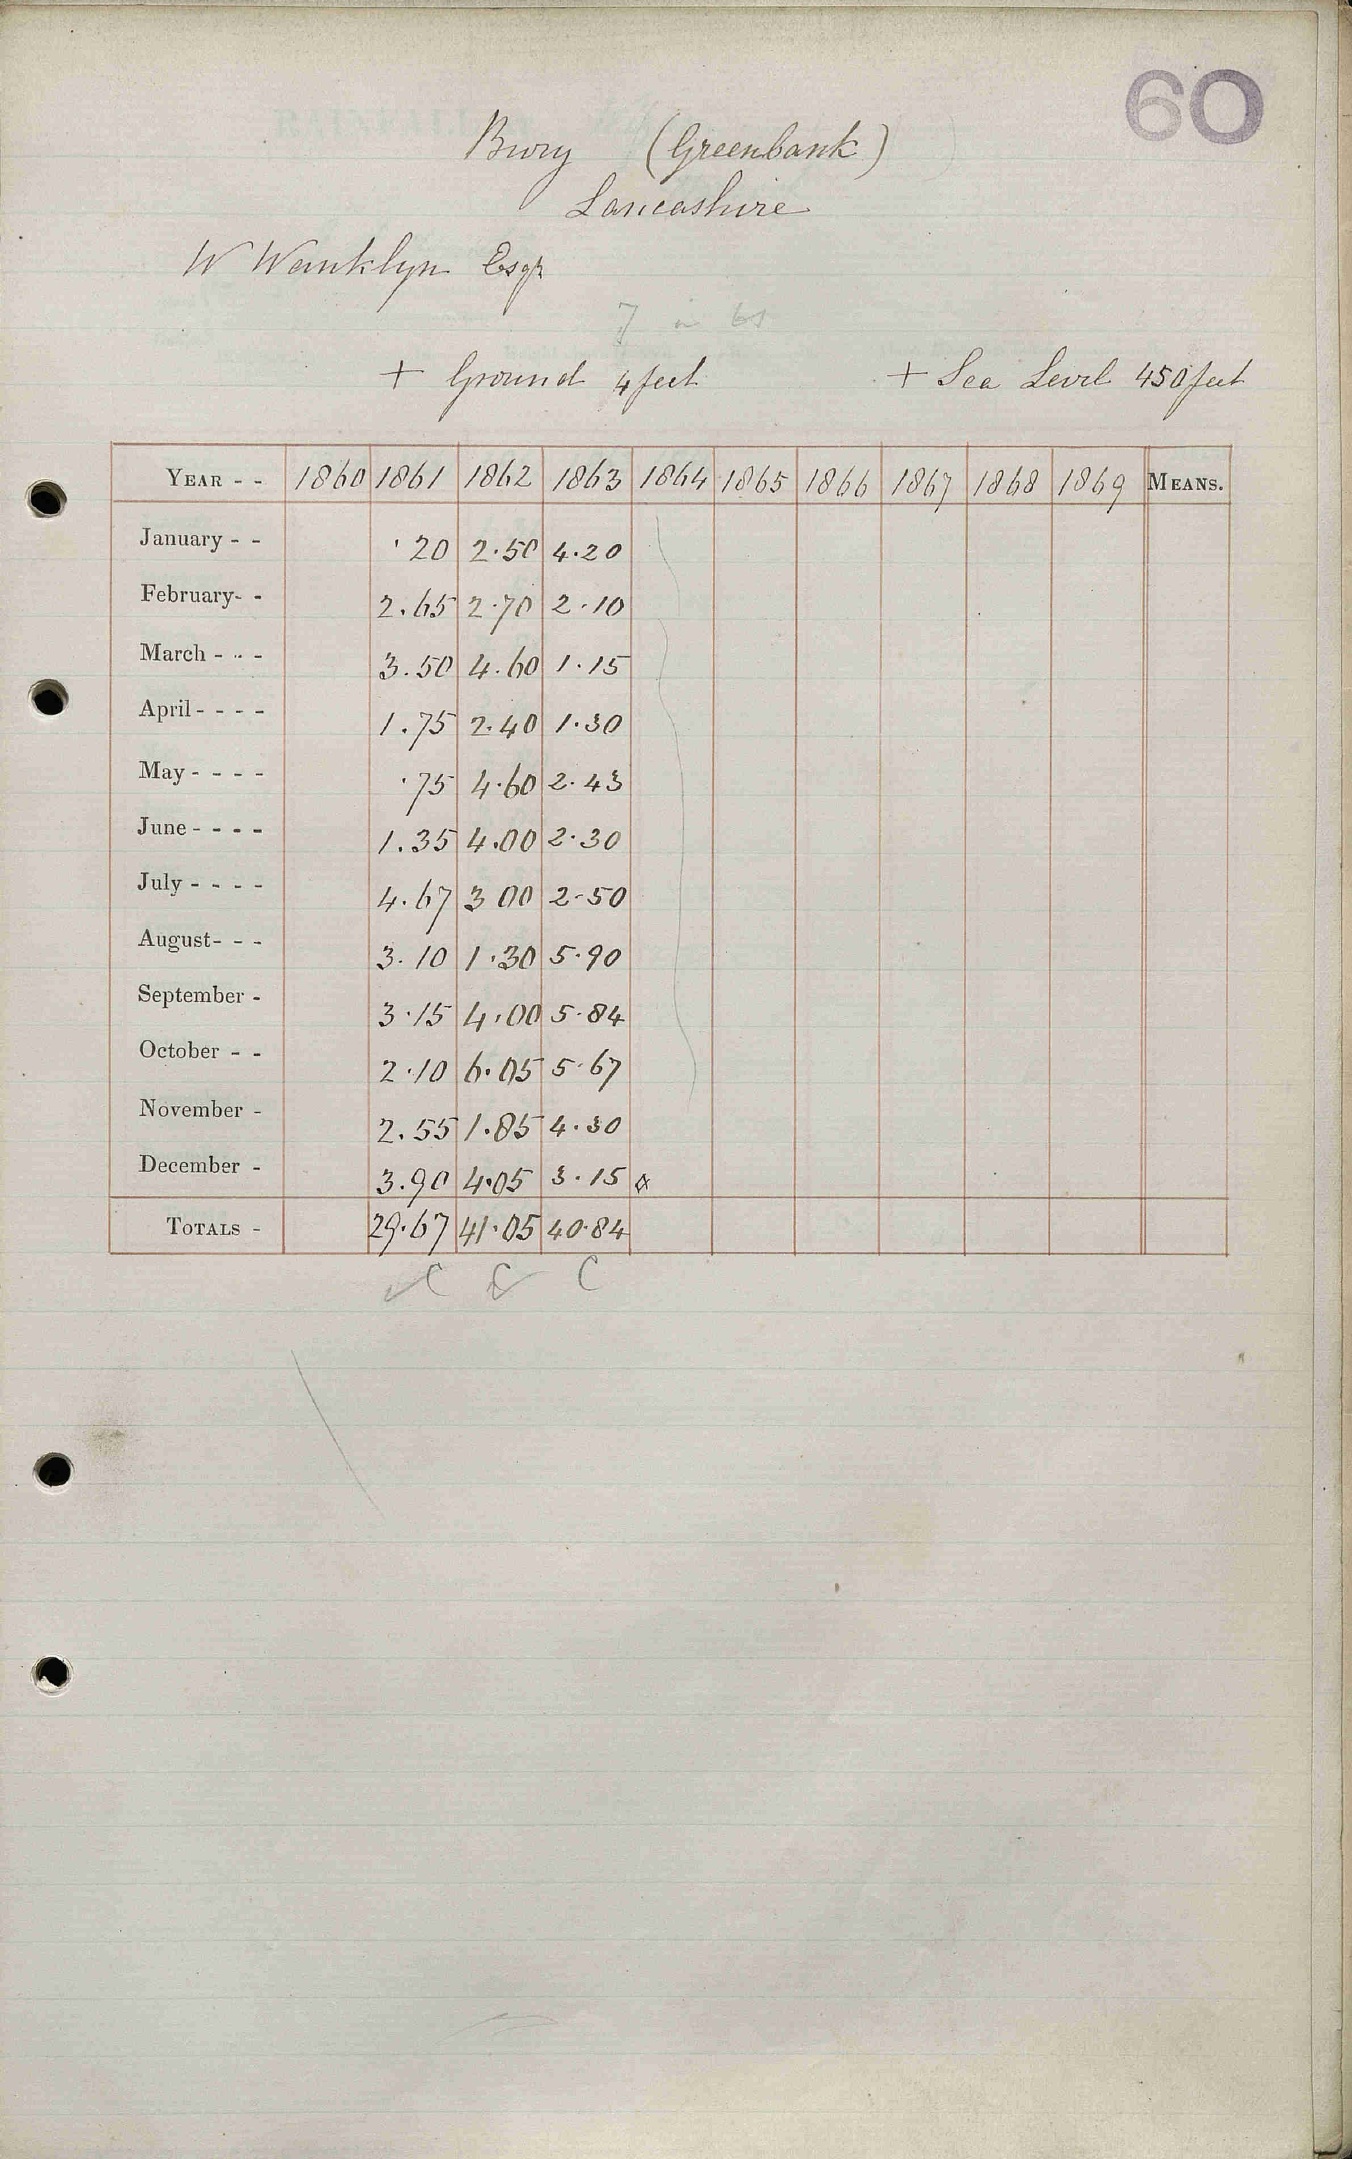 60
Bury (Greenbank)
Lancashire
W Wanklyn Esqr
+ Ground 4 feet + Sea Level 450 feet
YEAR - - 1860 1861 1862 1863 1864 1865 1866 1867 1868 1869 MEANS.
January - - ·20 2·50 4·20
February- - 2.65 2·70 2·10
March - - - 3.50 4.60 1·15
April - - - - 1.75 2.40 1·30
May - - - - ·75 4·60 2·43
June - - - - 1.35 4.00 2·30
July - - - - 4.67 3 00 2-50
August- - - 3.10 1.30 5·90
September - 3·15 4.00 5·84
October - - 2·10 6.05 5·67
November - 2.55 1.85 4·30
December - 3.90 4.05 3·15
TOTALS - 29·67 41·05 40·84
C C C